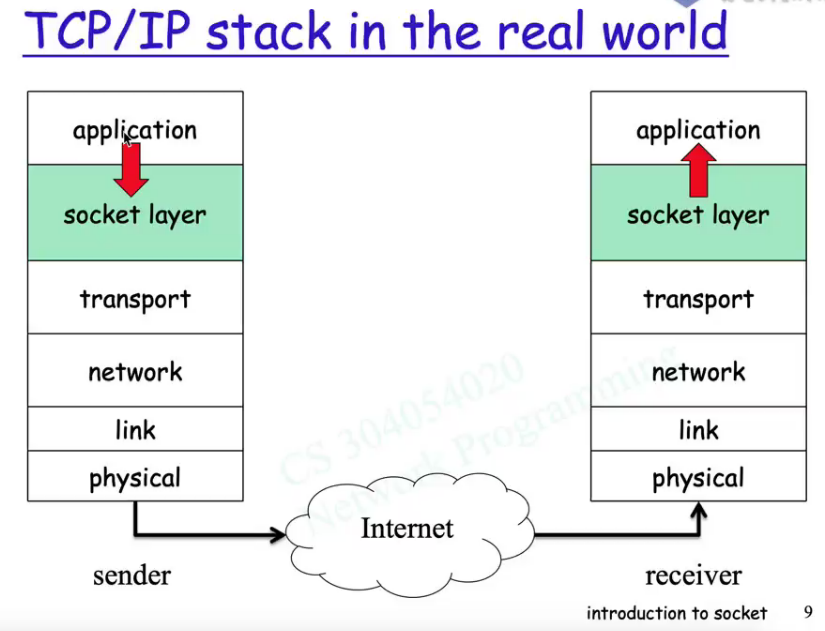 TCP/IP stack in the real world
application
socket layer
transport
network
link
physical
sender
application
socket layer
transport
network
link
physical
receiver
Internet
CS 304054020
Network Programming
introduction to socket 9